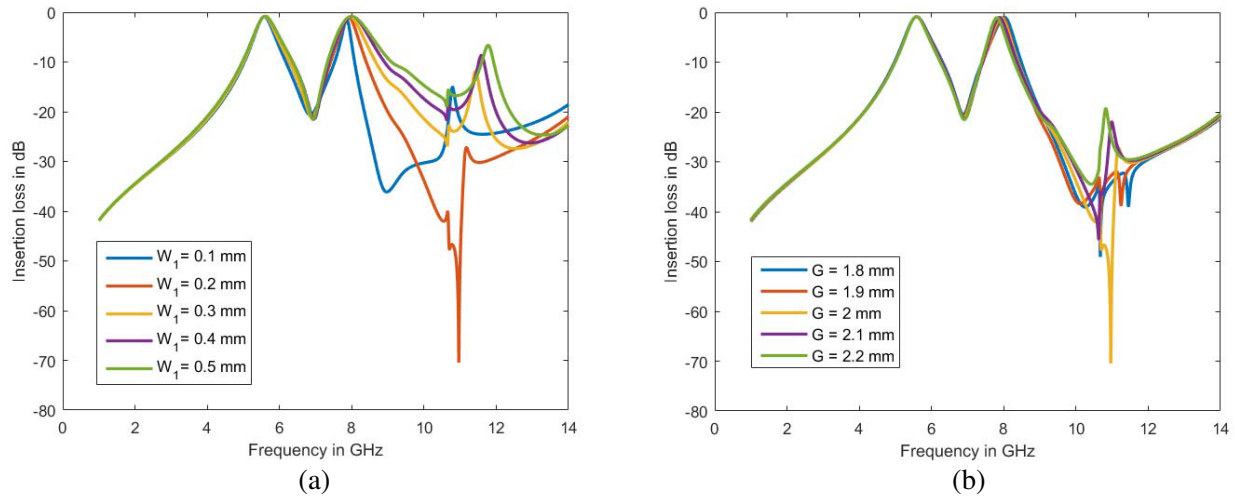 0
-10
-20
-30
-40
-50
-60
-70
-80
Insertion loss in dB
W1= 0.1 mm
W1= 0.2 mm
W1= 0.3 mm
W1= 0.4 mm
W1= 0.5 mm
0 2 4 6 8 10 12 14
Frequency in GHz
(a)
0
-10
-20
-30
-40
-50
-60
-70
-80
Insertion loss in dB
G = 1.8 mm
G = 1.9 mm
G = 2 mm
G = 2.1 mm
G = 2.2 mm
0 2 4 6 8 10 12 14
Frequency in GHz
(b)